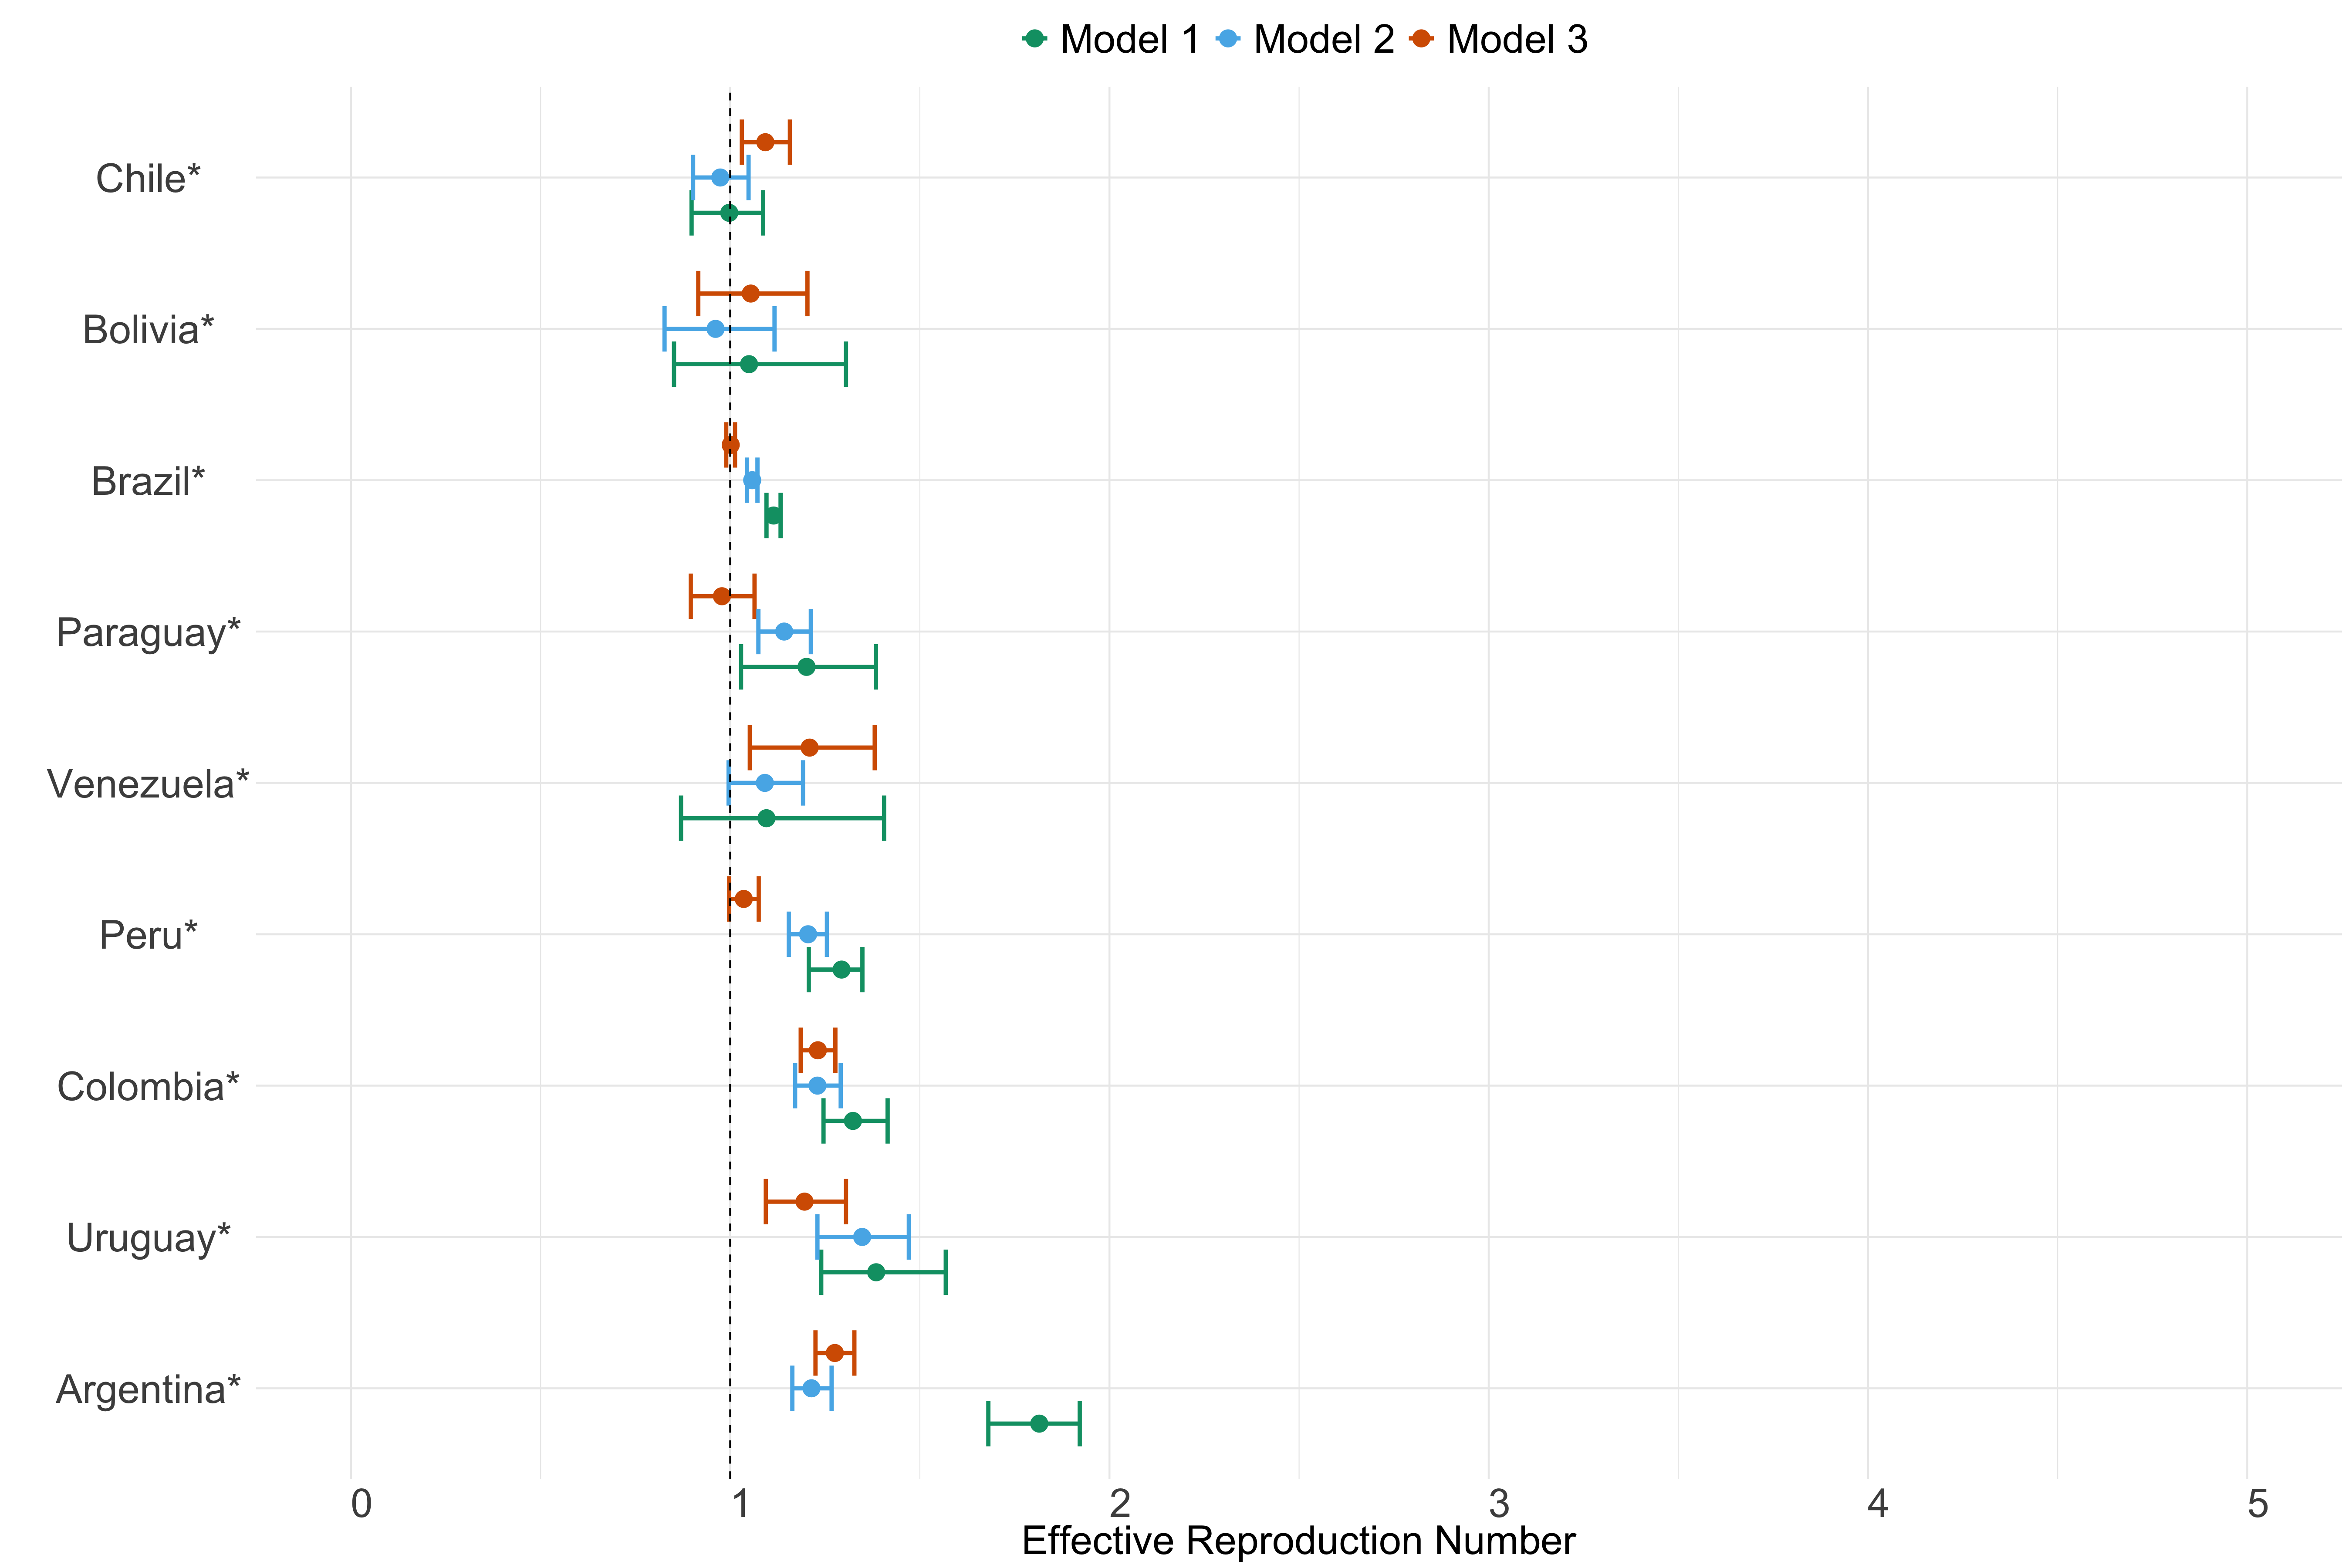 Model 1 Model 2 Model 3
Chile*
Bolivia*
Brazil*
Paraguay*
Venezuela*
Peru*
Colombia*
Uruguay*
Argentina*
0 1 2 3 4 5
Effective Reproduction Number